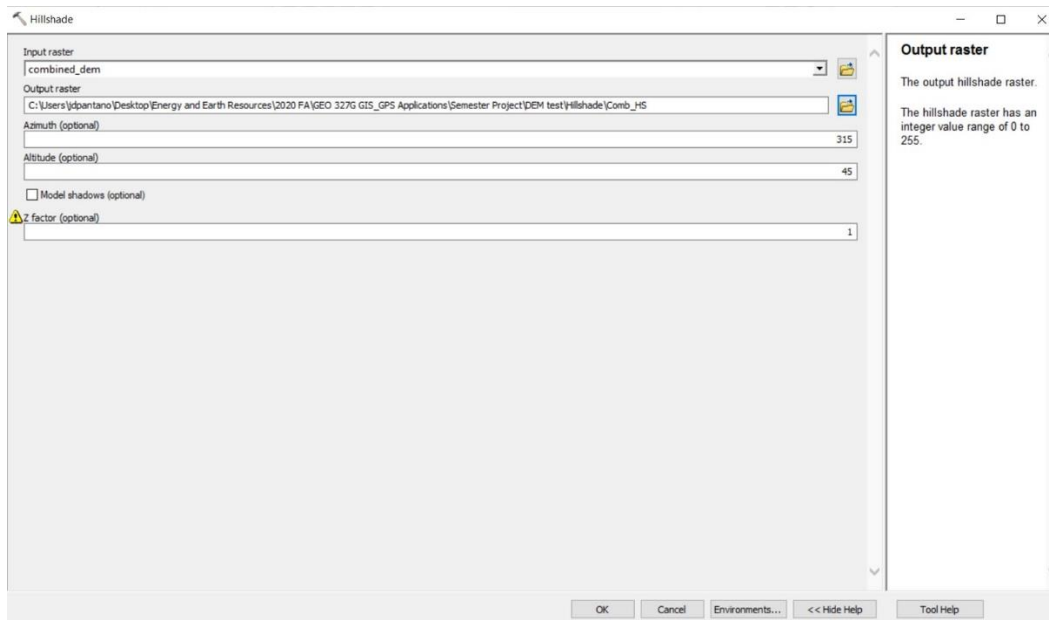 Hillshade
Input raster
combined_dem
Output raster
C:\Users\jdpantano\Desktop\Energy and Earth Resources\2020 FA\GEO 327G GIS_GPS Applications\Semester Project\DEM test\Hillshade\Comb_HS
Azimuth (optional)
315
Altitude (optional)
45
Model shadows (optional)
Z factor (optional)
1
OK
Cancel
Environments...
<< Hide Help
Tool Help
Output raster
The output hillshade raster.
The hillshade raster has an
integer value range of 0 to
255.